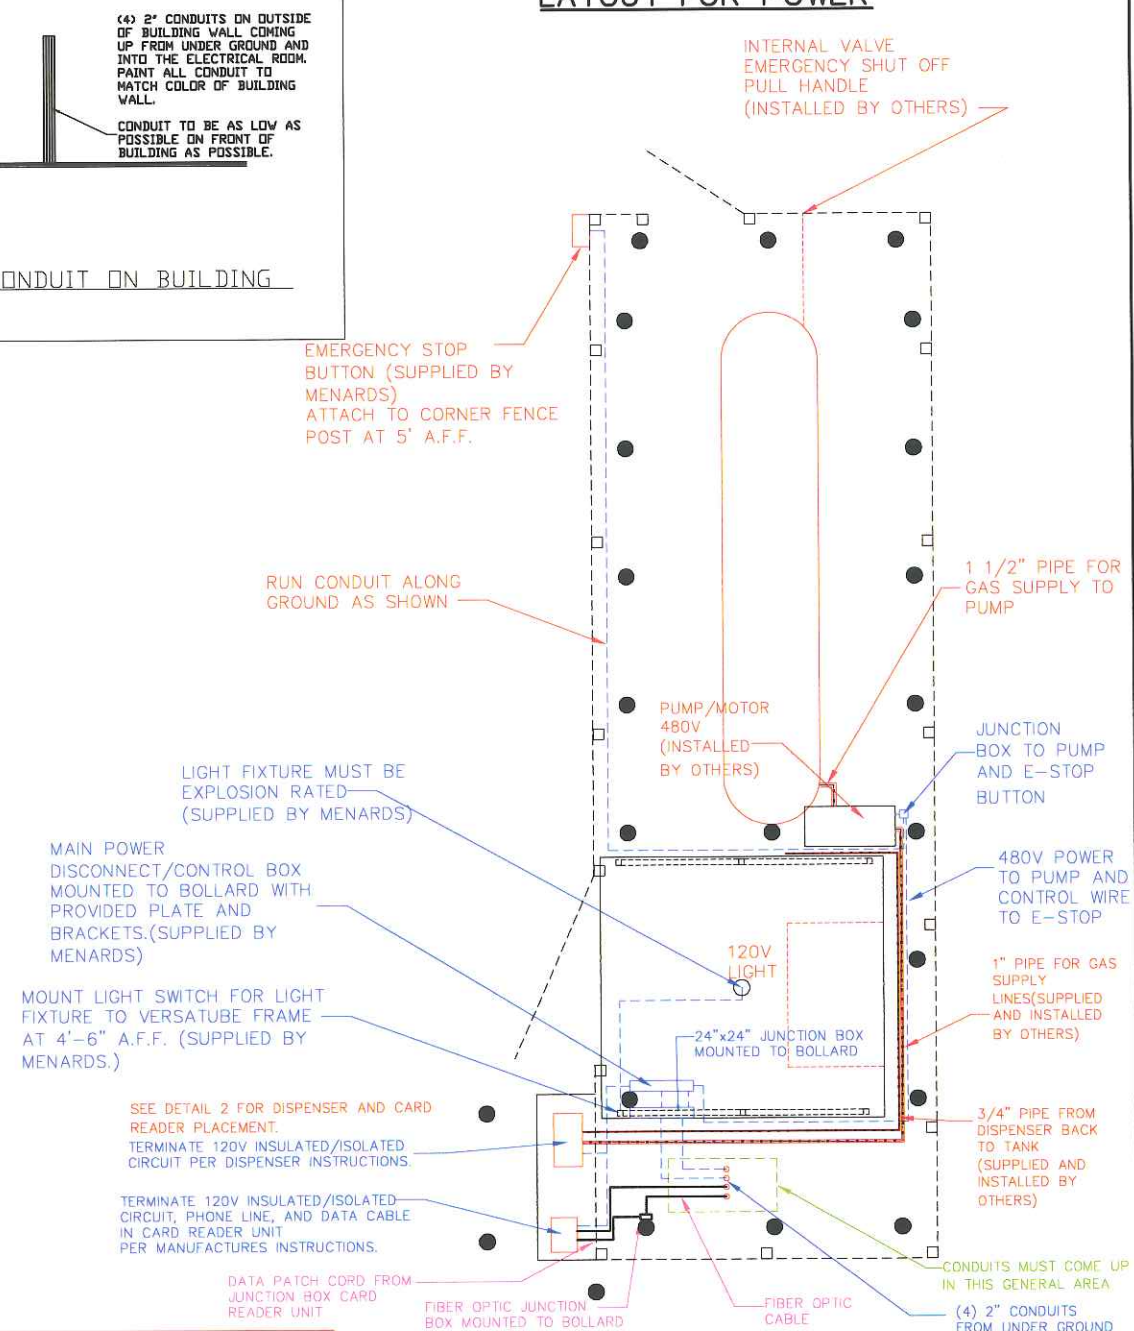 LAYOUT FOR POWER
(4) 2" CONDUITS ON OUTSIDE
OF BUILDING WALL COMING
UP FROM UNDER GROUND AND
INTO THE ELECTRICAL ROOM.
PAINT ALL CONDUIT TO
MATCH COLOR OF BUILDING
WALL.
CONDUIT TO BE AS LOW AS
POSSIBLE ON FRONT OF
BUILDING AS POSSIBLE.
ONDUIT ON BUILDING
INTERNAL VALVE
EMERGENCY SHUT OFF
PULL HANDLE
(INSTALLED BY OTHERS)
EMERGENCY STOP
BUTTON (SUPPLIED BY
MENARDS)
ATTACH TO CORNER FENCE
POST AT 5' A.F.F.
RUN CONDUIT ALONG
GROUND AS SHOWN
1 1/2" PIPE FOR
GAS SUPPLY TO
PUMP
PUMP/MOTOR
480V
(INSTALLED
BY OTHERS)
JUNCTION
BOX TO PUMP
AND E-STOP
BUTTON
LIGHT FIXTURE MUST BE
EXPLOSION RATED
(SUPPLIED BY MENARDS)
MAIN POWER
DISCONNECT/CONTROL BOX
MOUNTED TO BOLLARD WITH
PROVIDED PLATE AND
BRACKETS.(SUPPLIED BY
MENARDS)
480V POWER
TO PUMP AND
CONTROL WIRE
TO E-STOP
120V
LIGHT
1" PIPE FOR GAS
SUPPLY
LINES(SUPPLIED
AND INSTALLED
BY OTHERS)
MOUNT LIGHT SWITCH FOR LIGHT
FIXTURE TO VERSATUBE FRAME
AT 4'-6" A.F.F. (SUPPLIED BY
MENARDS.)
24"x24" JUNCTION BOX
MOUNTED TO BOLLARD
SEE DETAIL 2 FOR DISPENSER AND CARD
READER PLACEMENT.
TERMINATE 120V INSULATED/ISOLATED
CIRCUIT PER DISPENSER INSTRUCTIONS.
3/4" PIPE FROM
DISPENSER BACK
TO TANK
(SUPPLIED AND
INSTALLED BY
OTHERS)
TERMINATE 120V INSULATED/ISOLATED
CIRCUIT, PHONE LINE, AND DATA CABLE
IN CARD READER UNIT
PER MANUFACTURES INSTRUCTIONS.
CONDUITS MUST COME UP
IN THIS GENERAL AREA
DATA PATCH CORD FROM
JUNCTION BOX CARD
READER UNIT
FIBER OPTIC JUNCTION
BOX MOUNTED TO BOLLARD
FIBER OPTIC
CABLE
(4) 2" CONDUITS
FROM UNDER GROUND